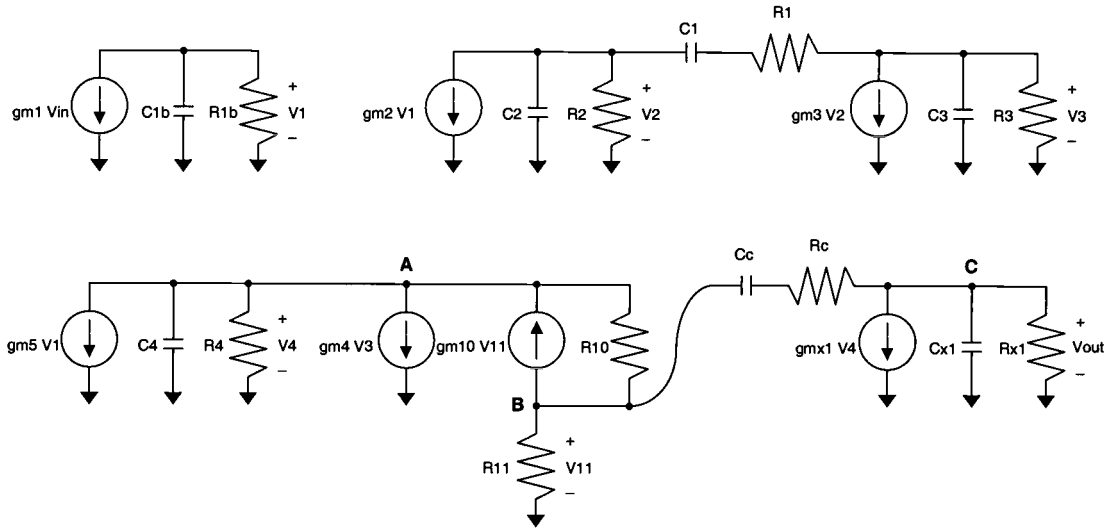 C1
R1
gm1 Vin
C1b
R1b
+
V1
–
gm2 V1
C2
R2
+
V2
–
gm3 V2
C3
R3
+
V3
–
A
Cc
Rc
C
gm5 V1
C4
R4
+
V4
–
gm4 V3
gm10 V11
R10
gmx1 V4
Cx1
Rx1
+
Vout
–
B
R11
+
V11
–